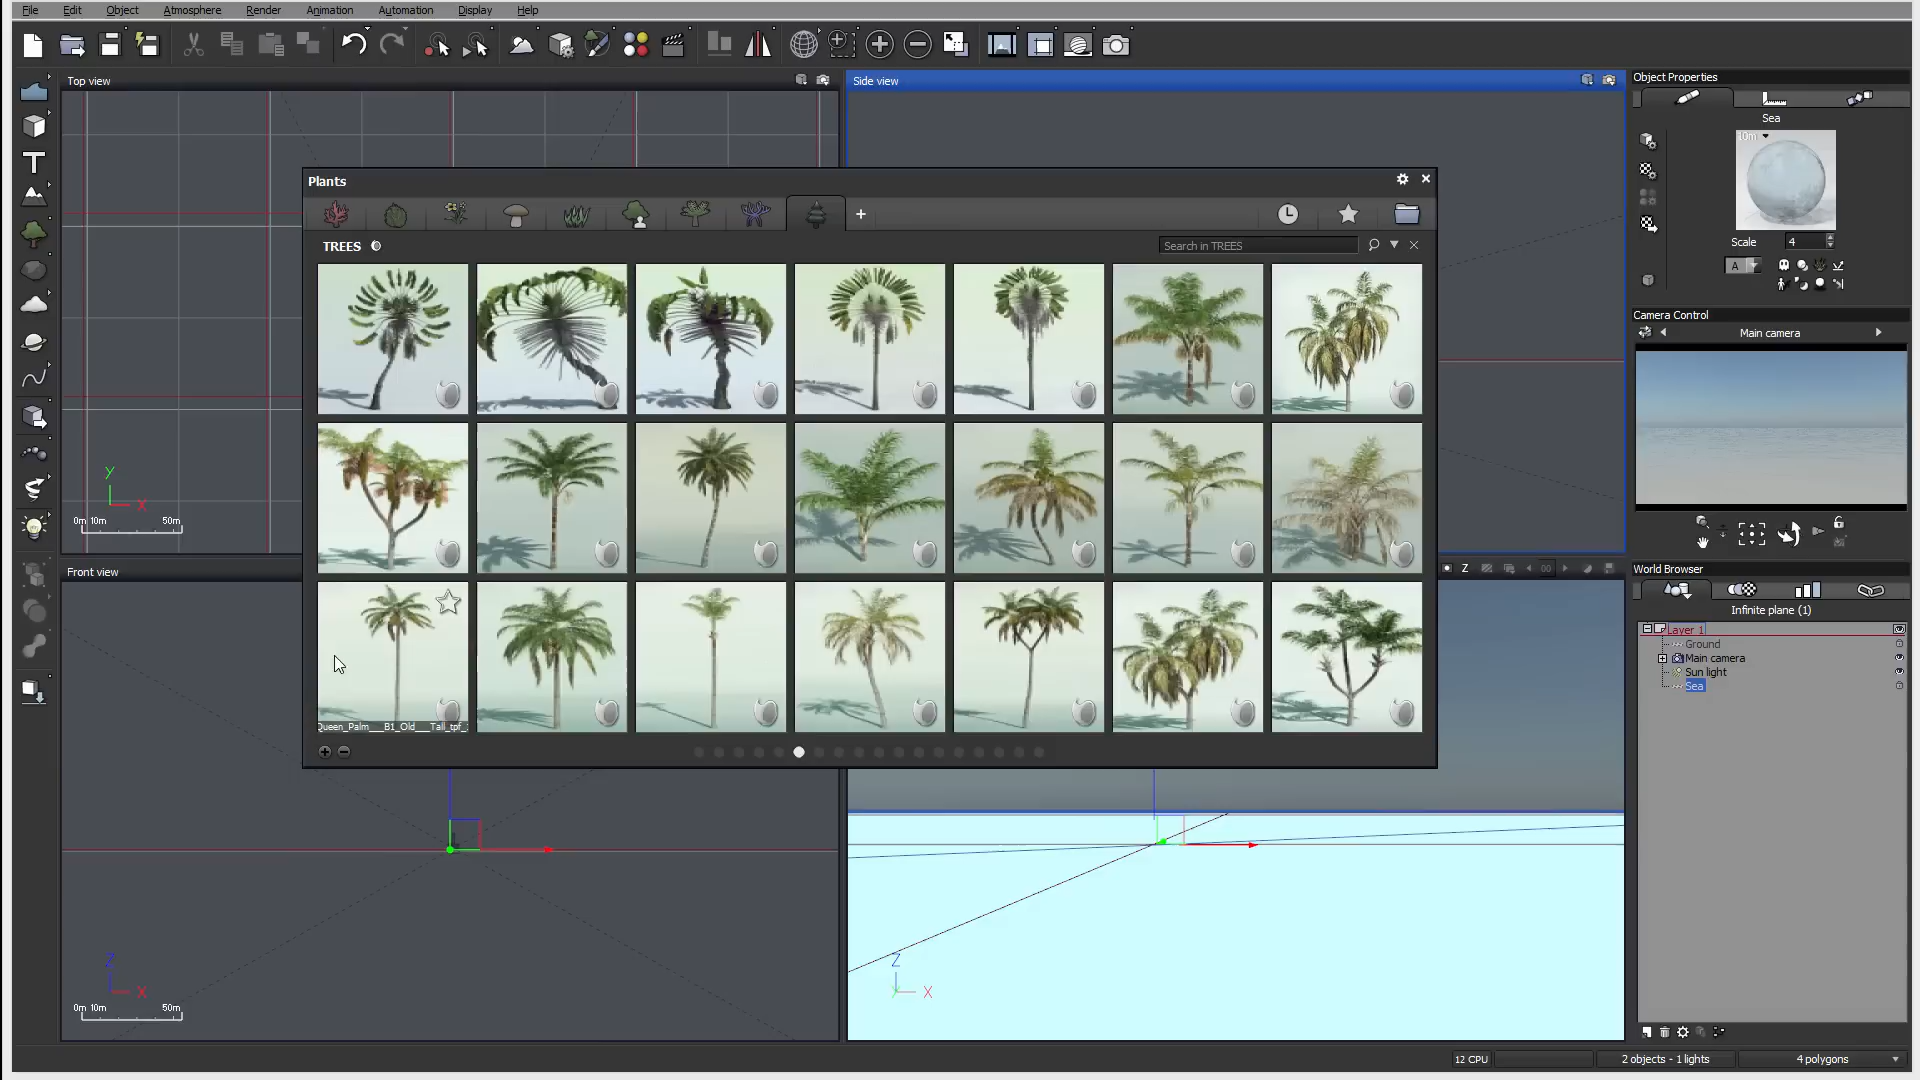 File Edit Object Atmosphere Render Animation Automation Display Help
Top view
Side view
Object Properties
Sea
10m
Scale 4
A
Camera Control
Main camera
Plants
TREES
Search in TREES
Y
X
0m 10m 50m
Front view
Z
World Browser
Infinite plane (1)
Layer 1
Ground
Main camera
Sun light
Sea
Queen_Palm___B1_Old___Tall_tpf_
Z
X
0m 10m 50m
Z
Y
X
12 CPU
2 objects - 1 lights
4 polygons